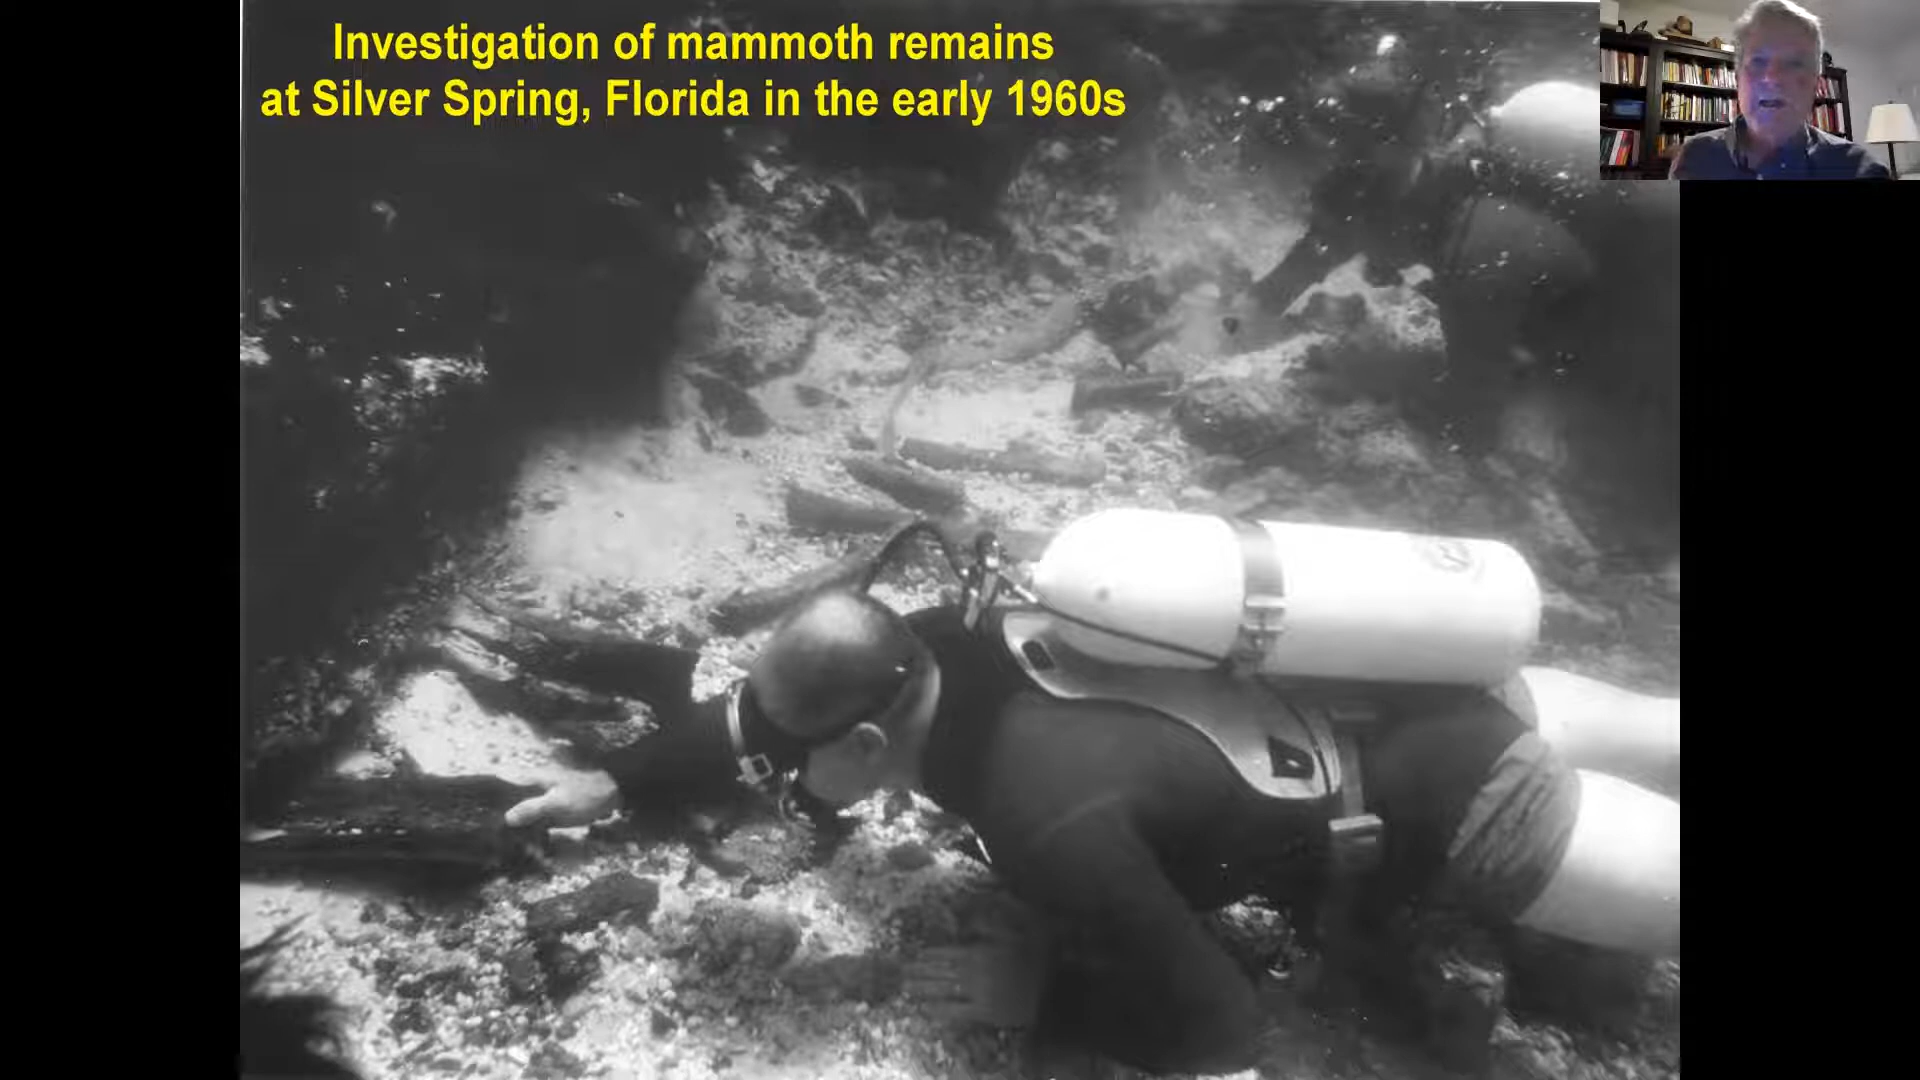 Investigation of mammoth remains
at Silver Spring, Florida in the early 1960s